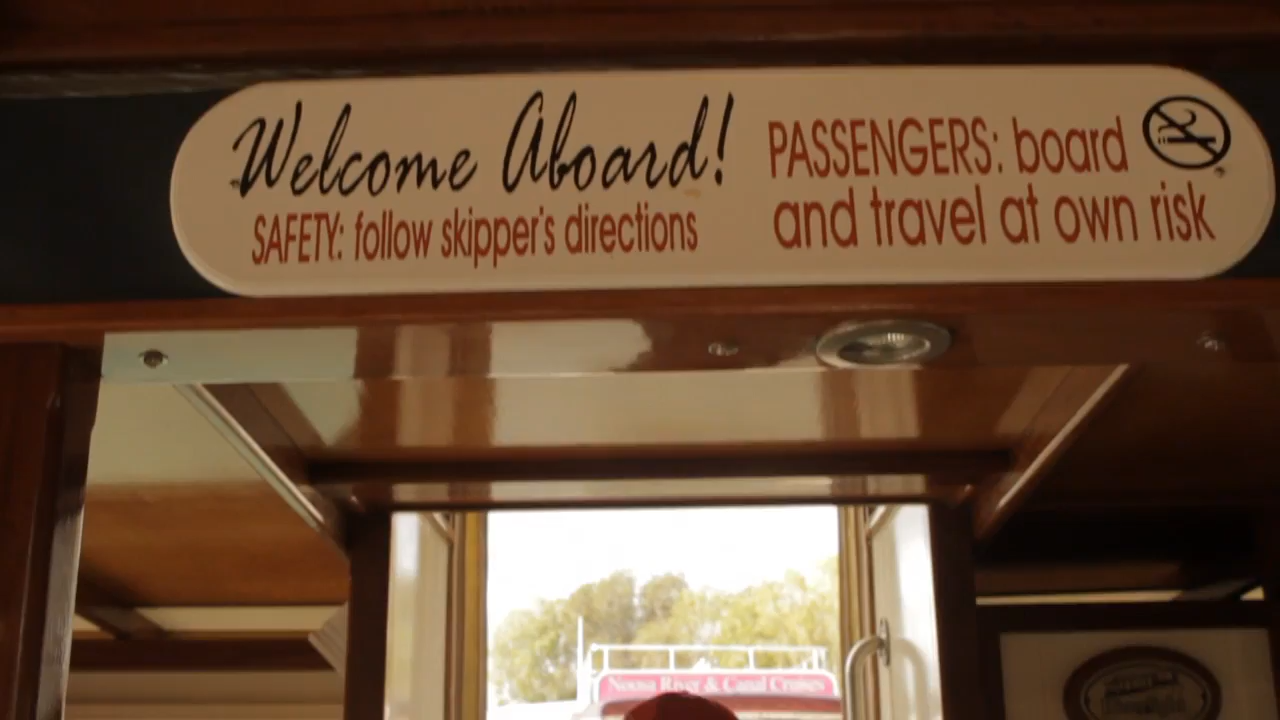 Welcome Aboard!
SAFETY: follow skipper's directions
PASSENGERS: board
and travel at own risk
Noosa River & Canal Cruises